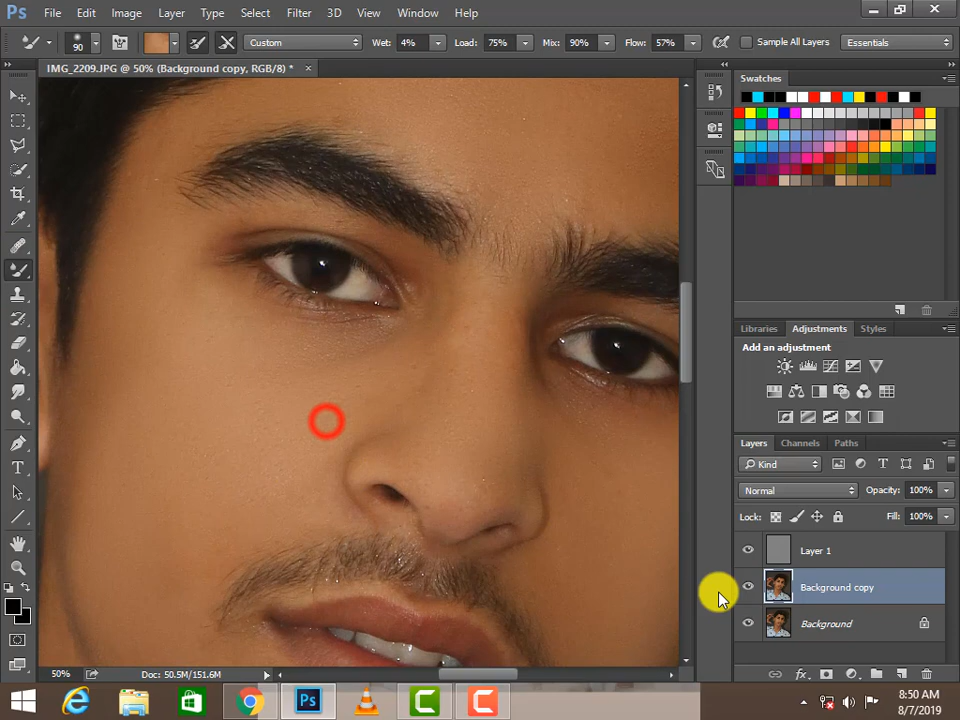 Ps File Edit Image Layer Type Select Filter 3D View Window Help
90 Custom Wet: 4% Load: 75% Mix: 90% Flow: 57% Sample All Layers Essentials
IMG_2209.JPG @ 50% (Background copy, RGB/8) * ×
Swatches
Libraries Adjustments Styles
Add an adjustment
Layers Channels Paths
Kind
Normal Opacity: 100%
Lock: Fill: 100%
Layer 1
Background copy
Background
50% Doc: 50.5M/151.6M
Ps
8:50 AM
8/7/2019